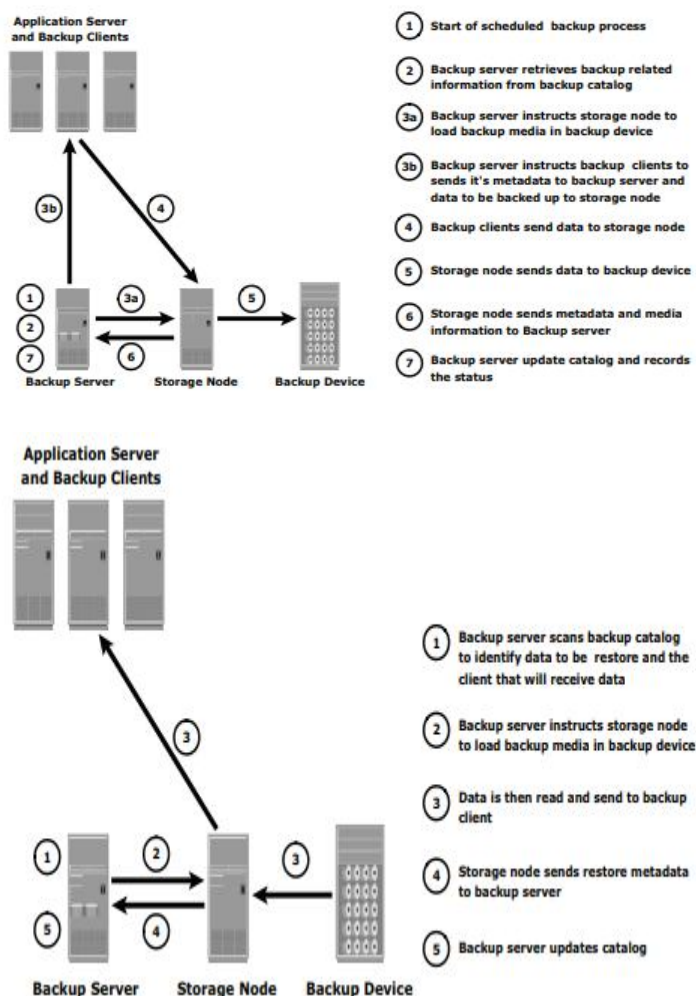 Application Server
and Backup Clients
3b
4
1
2
7
3a
6
5
Backup Server
Storage Node
Backup Device
1 Start of scheduled backup process
2 Backup server retrieves backup related
information from backup catalog
3a Backup server instructs storage node to
load backup media in backup device
3b Backup server instructs backup clients to
sends it's metadata to backup server and
data to be backed up to storage node
4 Backup clients send data to storage node
5 Storage node sends data to backup device
6 Storage node sends metadata and media
information to Backup server
7 Backup server update catalog and records
the status
Application Server
and Backup Clients
3
1
5
2
4
3
Backup Server
Storage Node
Backup Device
1 Backup server scans backup catalog
to identify data to be restore and the
client that will receive data
2 Backup server instructs storage node
to load backup media in backup device
3 Data is then read and send to backup
client
4 Storage node sends restore metadata
to backup server
5 Backup server updates catalog